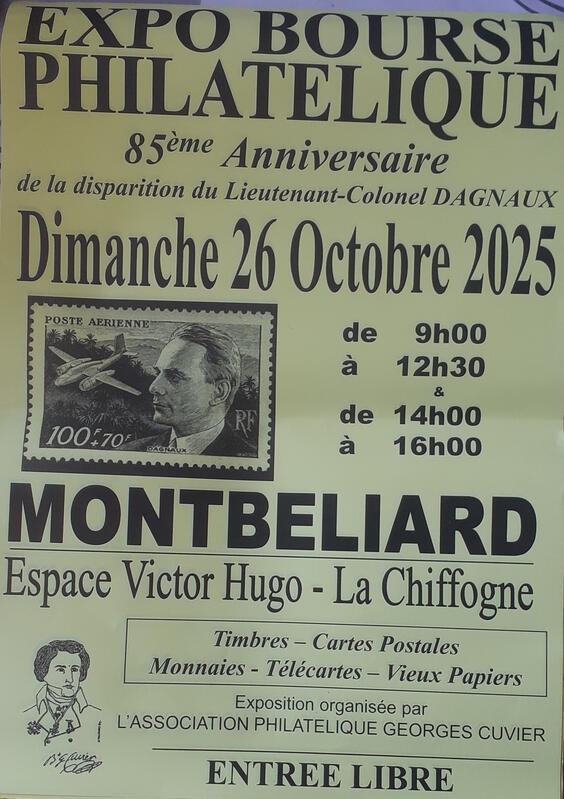 EXPO BOURSE
PHILATELIQUE
85ème Anniversaire
de la disparition du Lieutenant-Colonel DAGNAUX
Dimanche 26 Octobre 2025
POSTE AERIENNE
RF
100F+70F
DAGNAUX
de 9h00
à 12h30
&
de 14h00
à 16h00
MONTBELIARD
Espace Victor Hugo - La Chiffogne
Timbres – Cartes Postales
Monnaies - Télécartes – Vieux Papiers
Exposition organisée par
L'ASSOCIATION PHILATELIQUE GEORGES CUVIER
Bon G Cuvier
ENTREE LIBRE